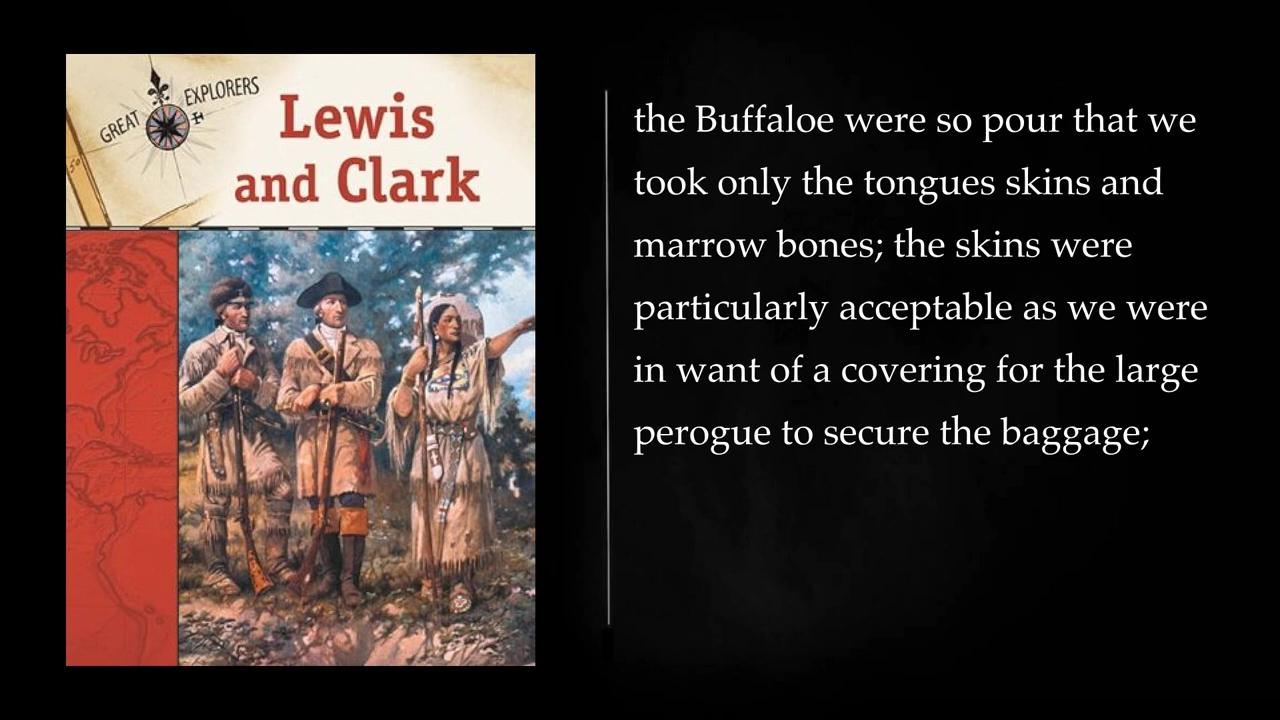 GREAT EXPLORERS
Lewis
and Clark
the Buffaloe were so pour that we
took only the tongues skins and
marrow bones; the skins were
particularly acceptable as we were
in want of a covering for the large
perogue to secure the baggage;